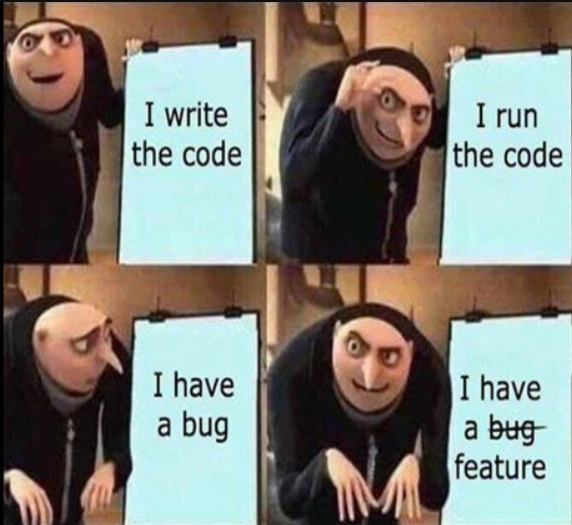 I write
the code
I run
the code
I have
a bug
I have
a bug
feature